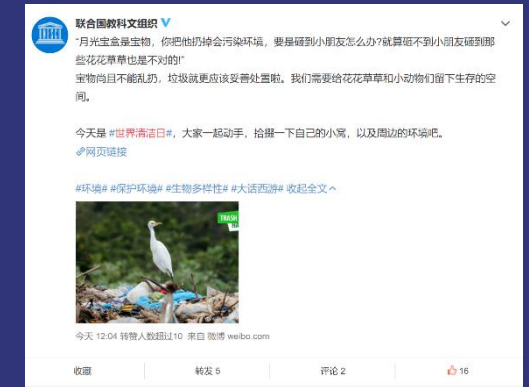 联合国教科文组织
"月光宝盒是宝物，你把他扔掉会污染环境，要是砸到小朋友怎么办?就算砸不到小朋友砸到那
些花花草草也是不对的!"
宝物尚且不能乱扔，垃圾就更应该妥善处置啦。我们需要给花花草草和小动物们留下生存的空
间。
今天是 #世界清洁日#，大家一起动手，拾掇一下自己的小窝，以及周边的环境吧。
网页链接
#环境# #保护环境# #生物多样性# #大话西游# 收起全文
TRASH
今天 12:04 转赞人数超过10 来自 微博 weibo.com
收藏
转发 5
评论 2
16